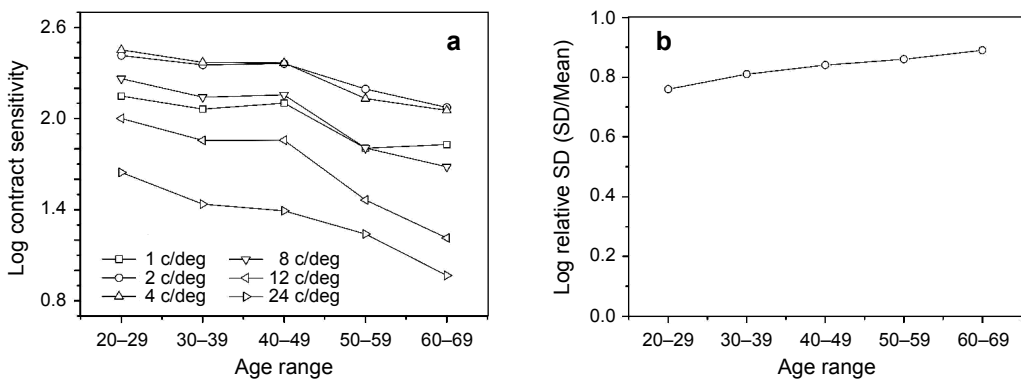 a
Log contract sensitivity
2.6
2.0
1.4
0.8
1 c/deg
2 c/deg
4 c/deg
8 c/deg
12 c/deg
24 c/deg
20–29 30–39 40–49 50–59 60–69
Age range
b
Log relative SD (SD/Mean)
1.0
0.8
0.6
0.4
0.2
0.0
20–29 30–39 40–49 50–59 60–69
Age range